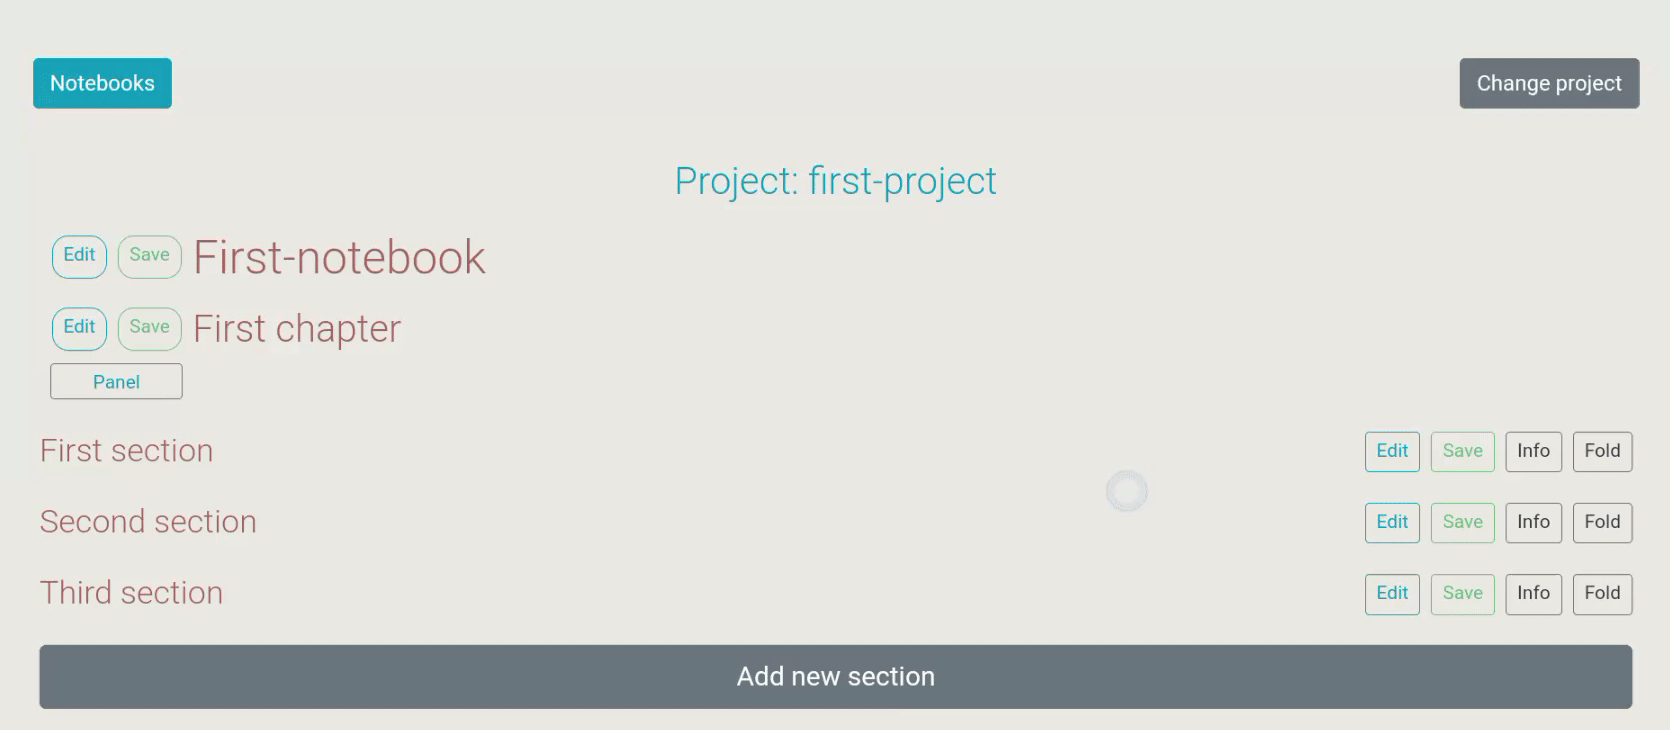 Notebooks Change project
Project: first-project
Edit Save First-notebook
Edit Save First chapter
Panel
First section Edit Save Info Fold
Second section Edit Save Info Fold
Third section Edit Save Info Fold
Add new section